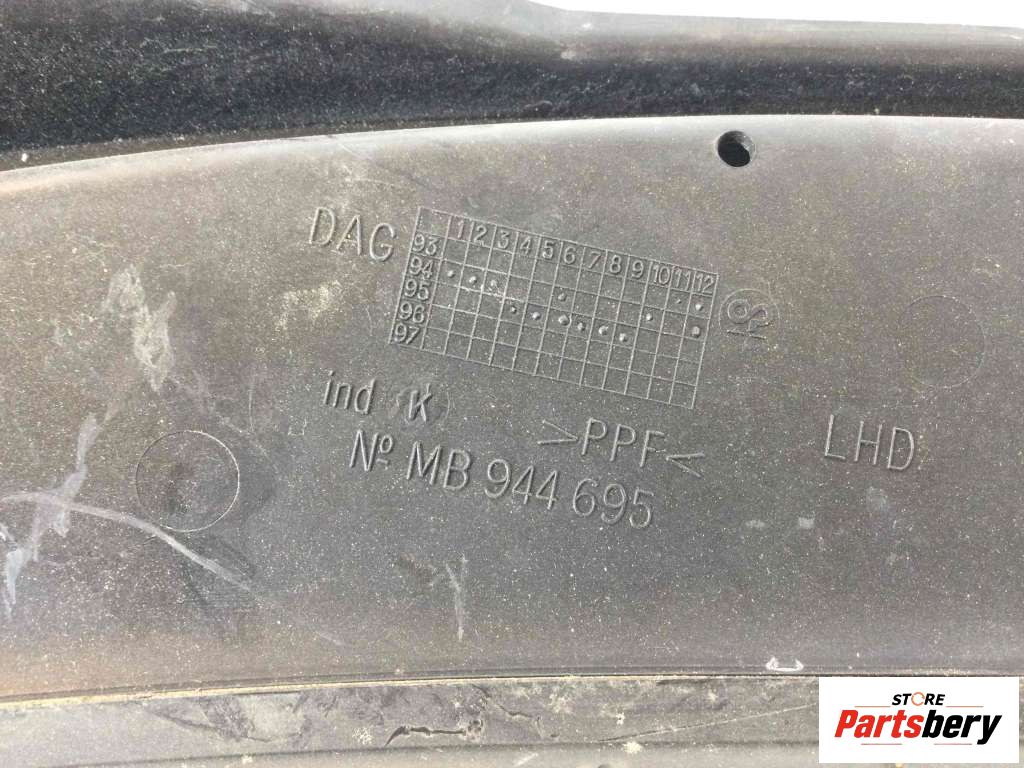 DAG
1 2 3 4 5 6 7 8 9 10 11 12
93
94
95
96
97
ind K
>PPF<
LHD
Nº MB 944 695
STORE
Partsbery